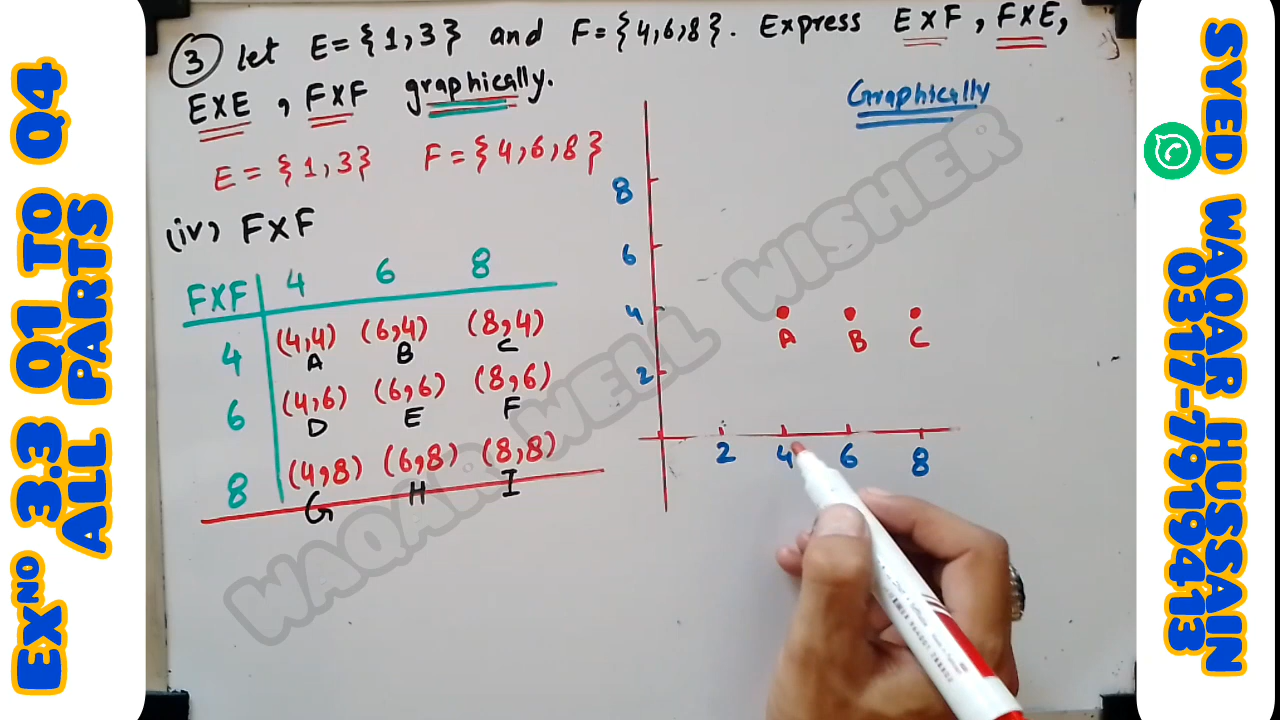 ③ let E = {1,3} and F = {4,6,8}. Express E×F, F×E,
E×E, F×F graphically.
E = {1,3} F = {4,6,8}
(iv) F×F
F×F 4 6 8
4 (4,4) (6,4) (8,4)
A B C
6 (4,6) (6,6) (8,6)
D E F
8 (4,8) (6,8) (8,8)
G H I
Graphically
8
6
4
2
A B C
2 4 6 8
EXNO 3.3 Q1 TO Q4
ALL PARTS
SYED WAQAR HUSSAIN
0317-7919413
WAQAR WELL WISHER